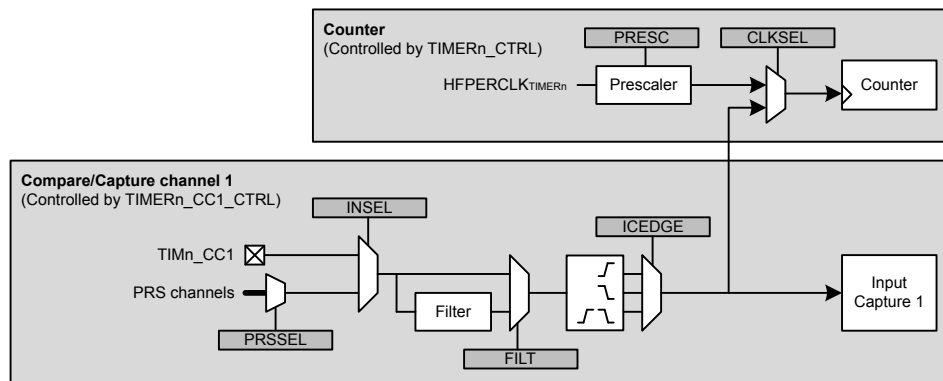 Counter
(Controlled by TIMERn_CTRL)
PRESC
CLKSEL
HFPERCLKTIMERn
Prescaler
Counter
Compare/Capture channel 1
(Controlled by TIMERn_CC1_CTRL)
INSEL
ICEDGE
TIMn_CC1
PRS channels
Filter
Input
Capture 1
PRSSEL
FILT